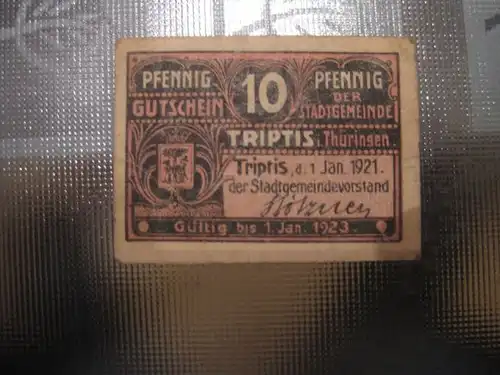 PFENNIG 10 PFENNIG
GUTSCHEIN DER
STADTGEMEINDE
TRIPTIS i. Thüringen.
Triptis, d. 1 Jan. 1921.
der Stadtgemeindevorstand
Gültig bis 1. Jan. 1923.